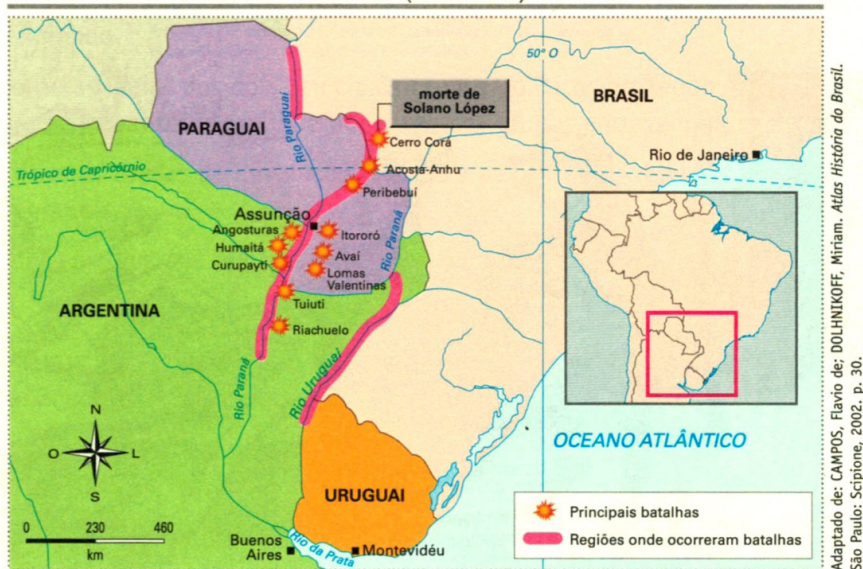 50° O
BRASIL
morte de
Solano López
PARAGUAI
Rio Paraguai
Cerro Corá
Rio de Janeiro
Trópico de Capricórnio
Acosta-Anhu
Peribebuí
Assunção
Angosturas
Itororó
Humaitá
Avaí
Curupayti
Lomas
Valentinas
Rio Paraná
Tuiuti
ARGENTINA
Riachuelo
Rio Paraná
Rio Uruguai
N
O
L
S
OCEANO ATLÂNTICO
URUGUAI
0 230 460
km
Buenos
Aires
Rio da Prata
Montevidéu
Principais batalhas
Regiões onde ocorreram batalhas
Adaptado de: CAMPOS, Flavio de; DOLHNIKOFF, Miriam. Atlas História do Brasil.
São Paulo: Scipione, 2002. p. 30.